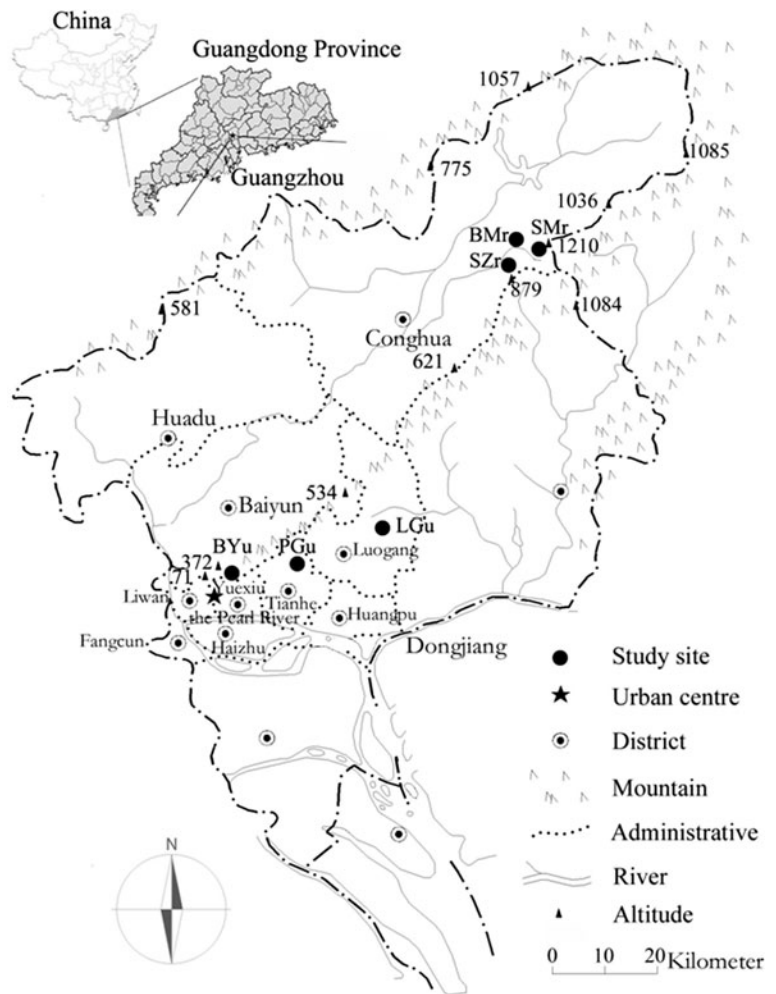 China
Guangdong Province
Guangzhou
1057
775
1085
1036
BMr
SMr
1210
SZr
879
1084
581
Conghua
621
Huadu
534
Baiyun
LGu
BYu
PGu
Luogang
372
71
Yuexiu
Liwan
Tianhe
the Pearl River
Huangpu
Fangcun
Haizhu
Dongjiang
Study site
Urban centre
District
Mountain
Administrative
River
Altitude
N
0 10 20 Kilometer